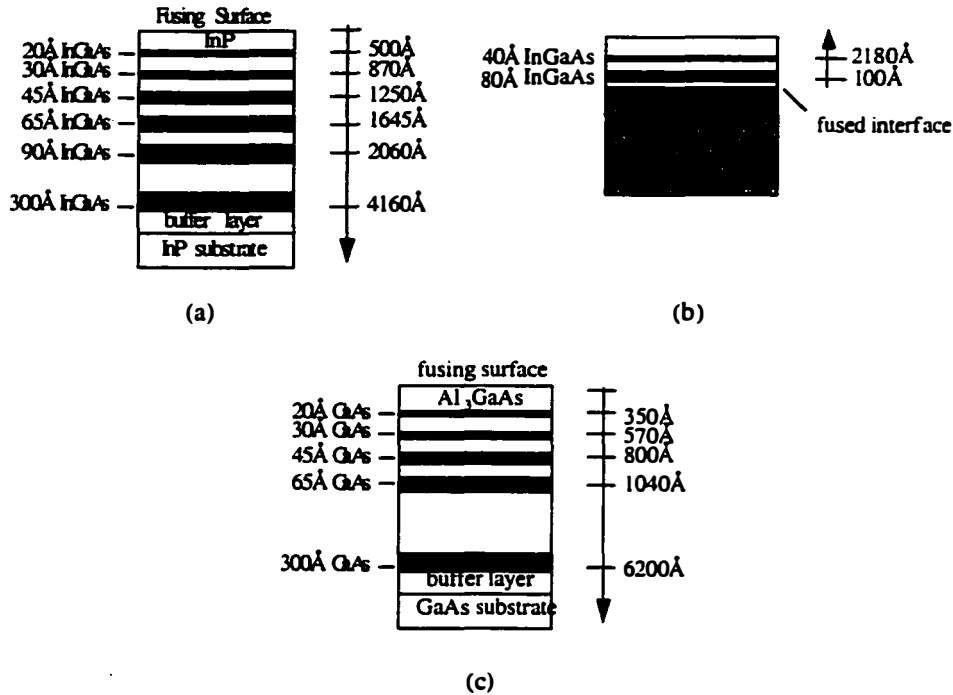 Fusing Surface
InP
20Å InGaAs
500Å
30Å InGaAs
870Å
45Å InGaAs
1250Å
65Å InGaAs
1645Å
90Å InGaAs
2060Å
300Å InGaAs
4160Å
buffer layer
InP substrate
(a)
40Å InGaAs
2180Å
80Å InGaAs
100Å
fused interface
(b)
fusing surface
Al.3GaAs
20Å GaAs
350Å
30Å GaAs
570Å
45Å GaAs
800Å
65Å GaAs
1040Å
300Å GaAs
6200Å
buffer layer
GaAs substrate
(c)